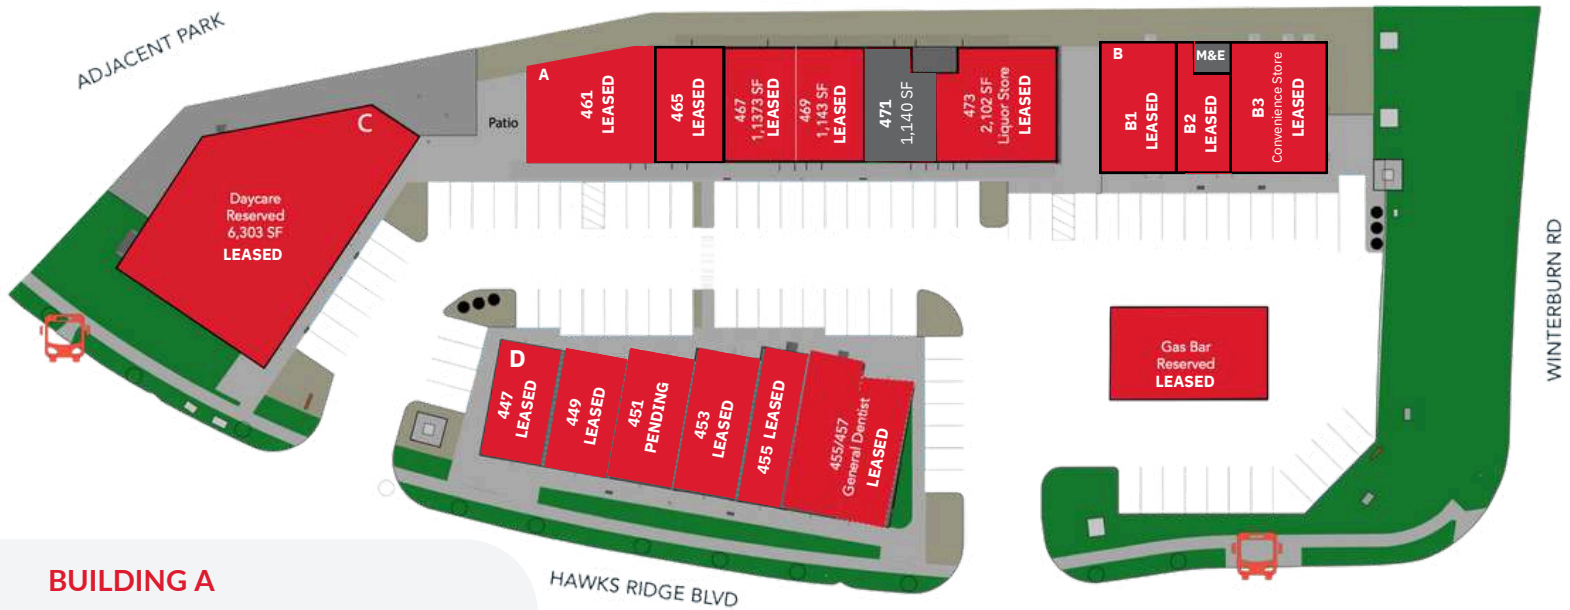 ADJACENT PARK
C
Daycare
Reserved
6,303 SF
LEASED
Patio
A
461
LEASED
465
LEASED
467
1,1373 SF
LEASED
469
1,143 SF
LEASED
471
1,140 SF
473
2,102 SF
Liquor Store
LEASED
B
B1
LEASED
M&E
B2
LEASED
B3
Convenience Store
LEASED
WINTERBURN RD
Gas Bar
Reserved
LEASED
D
447
LEASED
449
LEASED
451
PENDING
453
LEASED
455 LEASED
455/457
General Dentist
LEASED
HAWKS RIDGE BLVD
BUILDING A